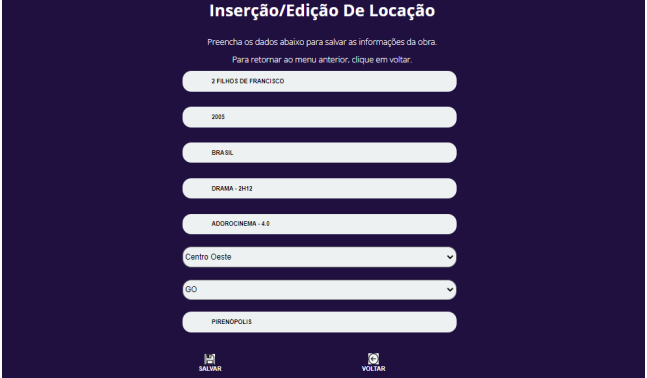 Inserção/Edição De Locação
Preencha os dados abaixo para salvar as informações da obra.
Para retornar ao menu anterior, clique em voltar.
2 FILHOS DE FRANCISCO
2005
BRASIL
DRAMA - 2H12
ADOROCINEMA - 4.0
Centro Oeste
GO
PIRENÓPOLIS
SALVAR VOLTAR